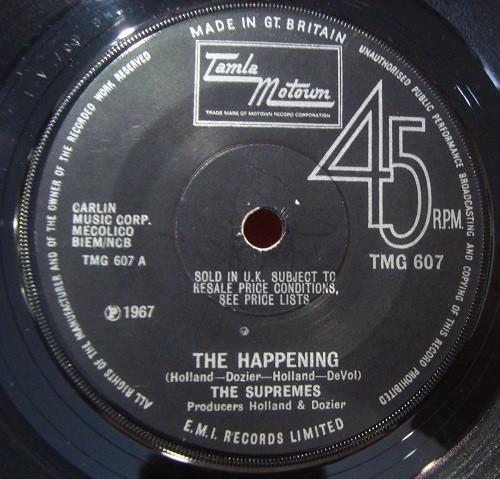 MADE IN GT. BRITAIN
UNAUTHORISED PUBLIC PERFORMANCE BROADCASTING AND COPYING OF THIS RECORD PROHIBITED
ALL RIGHTS OF THE MANUFACTURER AND OF THE OWNER OF THE RECORDED WORK RESERVED
Tamla
Motown
TRADE MARK OF MOTOWN RECORD CORPORATION
45
R.P.M.
CARLIN
MUSIC CORP.
MECOLICO
BIEM/NCB
TMG 607 A
TMG 607
SOLD IN U.K. SUBJECT TO
RESALE PRICE CONDITIONS,
SEE PRICE LISTS
Ⓟ 1967
THE HAPPENING
(Holland—Dozier—Holland—DeVol)
THE SUPREMES
Producers Holland & Dozier
E.M.I. RECORDS LIMITED